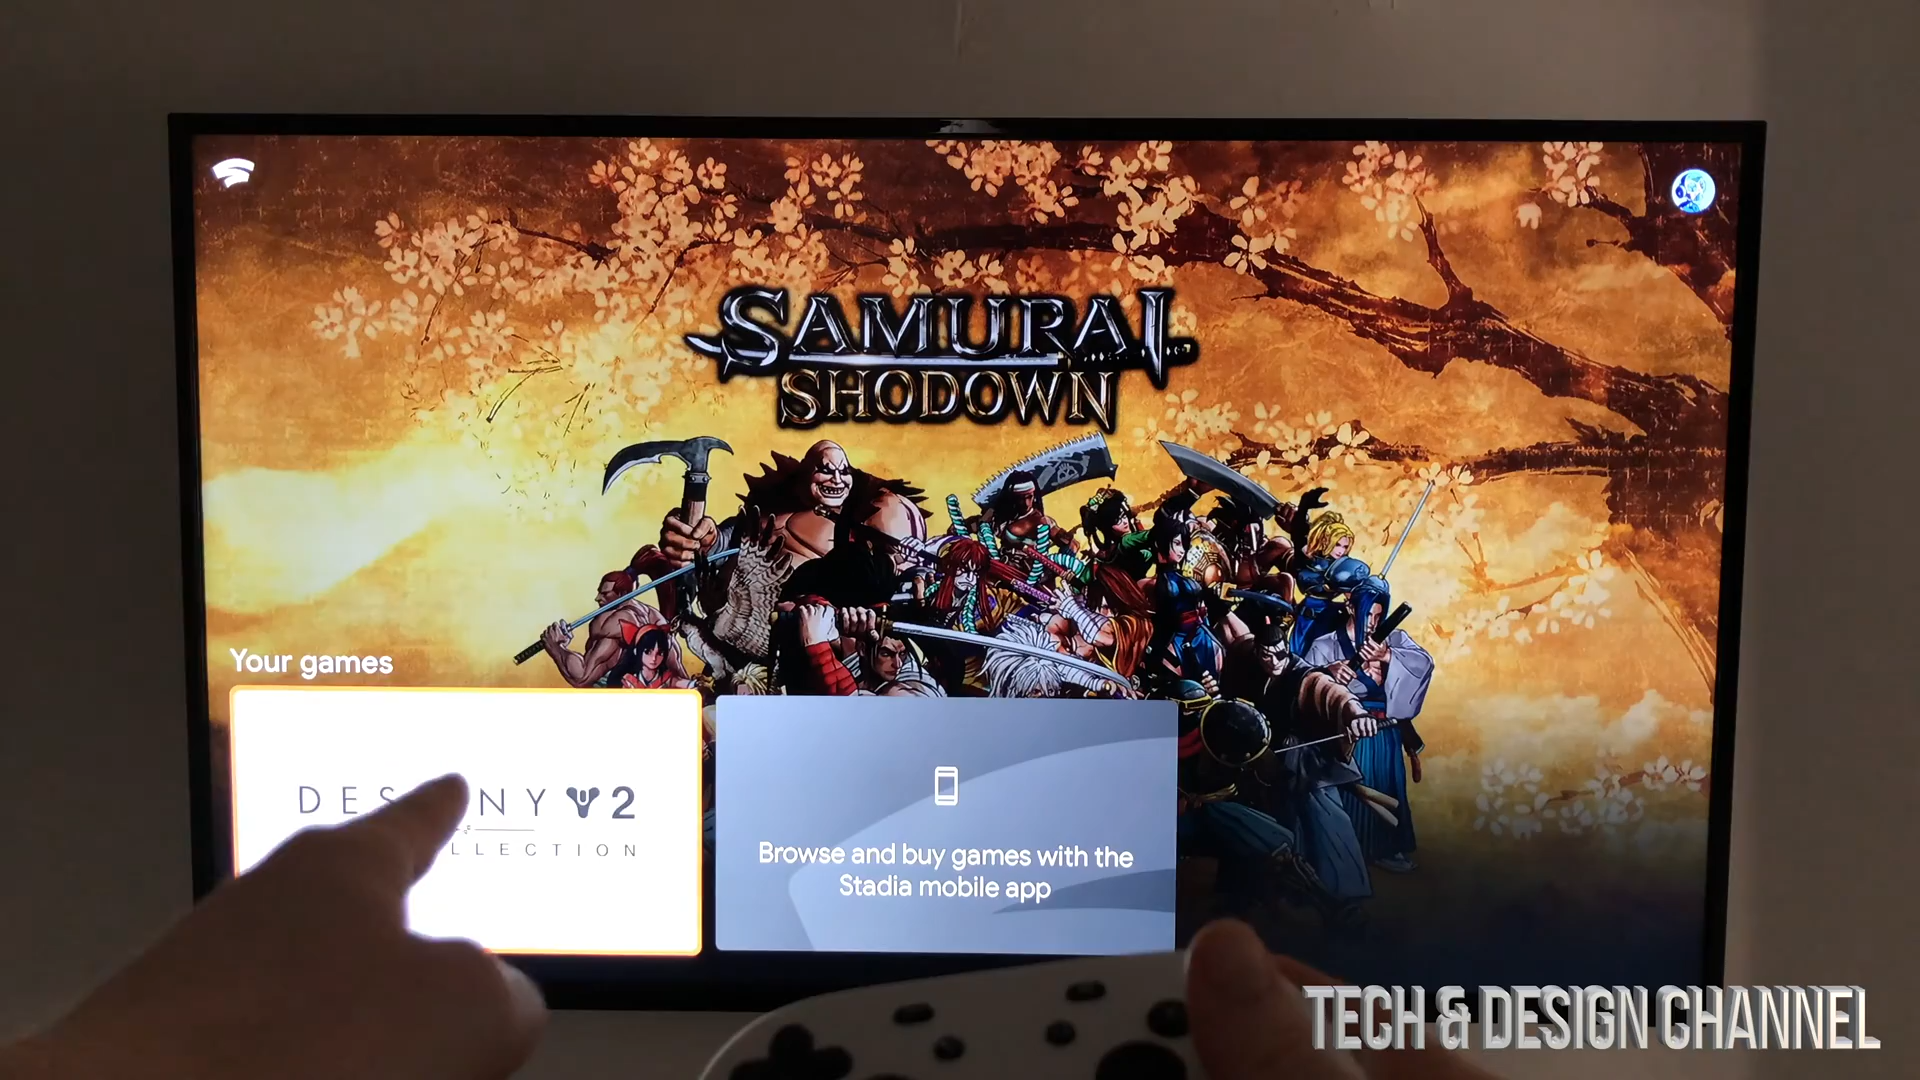 SAMURAI
SHODOWN
Your games
DES NY 2
LLECTION
Browse and buy games with the
Stadia mobile app
TECH & DESIGN CHANNEL